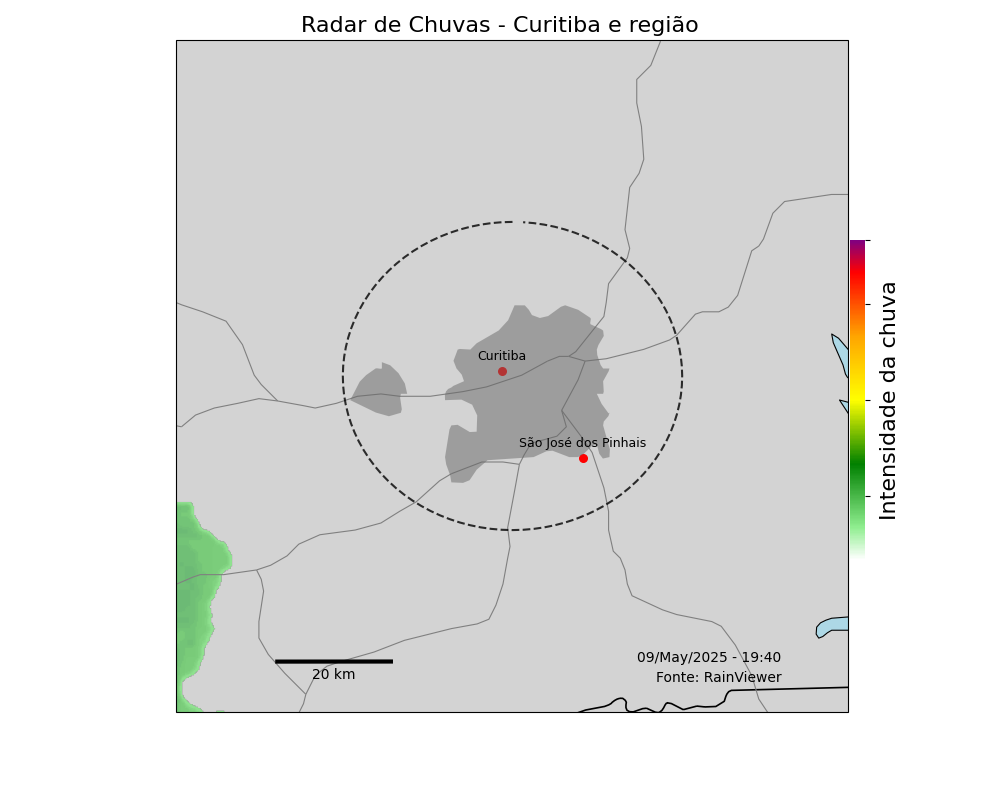 Radar de Chuvas - Curitiba e região
Curitiba
São José dos Pinhais
Intensidade da chuva
20 km
09/May/2025 - 19:40
Fonte: RainViewer